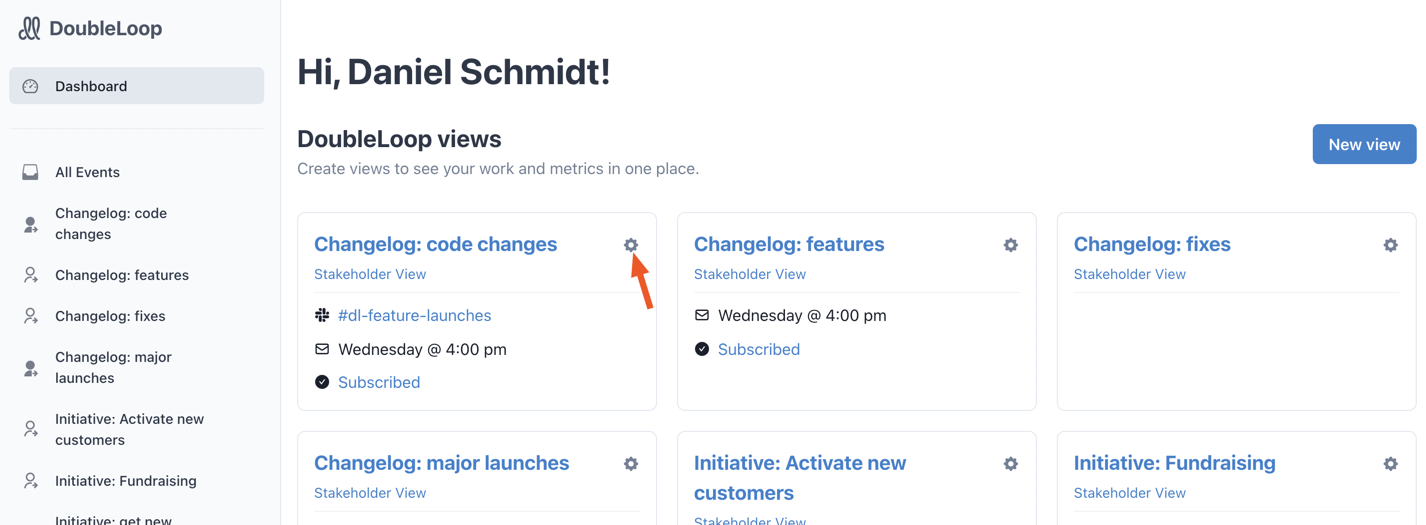 DoubleLoop
Dashboard
All Events
Changelog: code
changes
Changelog: features
Changelog: fixes
Changelog: major
launches
Initiative: Activate new
customers
Initiative: Fundraising
Initiative: get new
Hi, Daniel Schmidt!
DoubleLoop views
Create views to see your work and metrics in one place.
New view
Changelog: code changes
Stakeholder View
#dl-feature-launches
Wednesday @ 4:00 pm
Subscribed
Changelog: features
Stakeholder View
Wednesday @ 4:00 pm
Subscribed
Changelog: fixes
Stakeholder View
Changelog: major launches
Stakeholder View
Initiative: Activate new
customers
Stakeholder View
Initiative: Fundraising
Stakeholder View